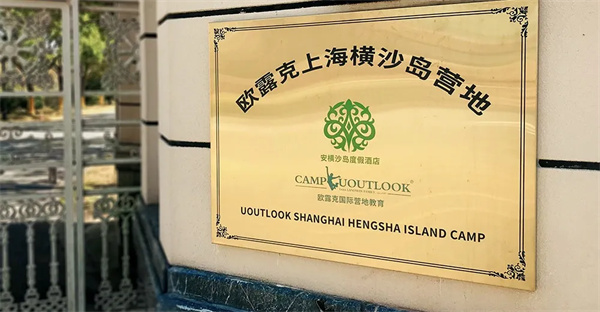 欧露克上海横沙岛营地
安横沙岛度假酒店
CAMP UOUTLOOK
欧露克国际营地教育
UOUTLOOK SHANGHAI HENGSHA ISLAND CAMP